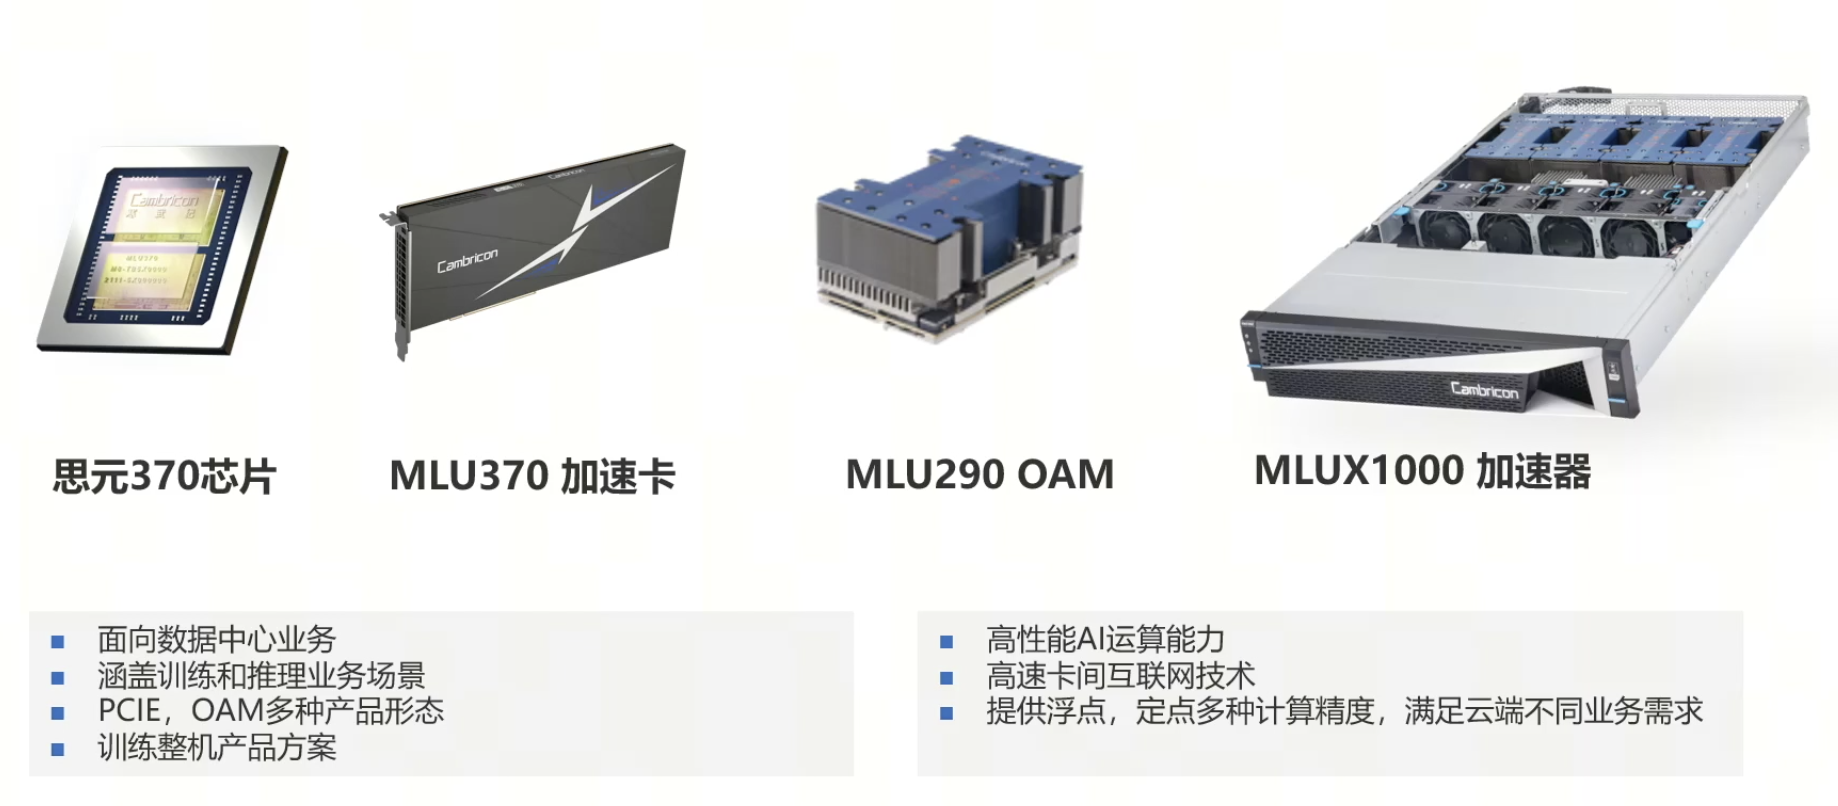 Cambricon
寒武纪
MLU370
Cambricon
Cambricon
Cambricon
思元370芯片
MLU370 加速卡
MLU290 OAM
MLUX1000 加速器
面向数据中心业务
涵盖训练和推理业务场景
PCIE，OAM多种产品形态
训练整机产品方案
高性能AI运算能力
高速卡间互联网技术
提供浮点，定点多种计算精度，满足云端不同业务需求